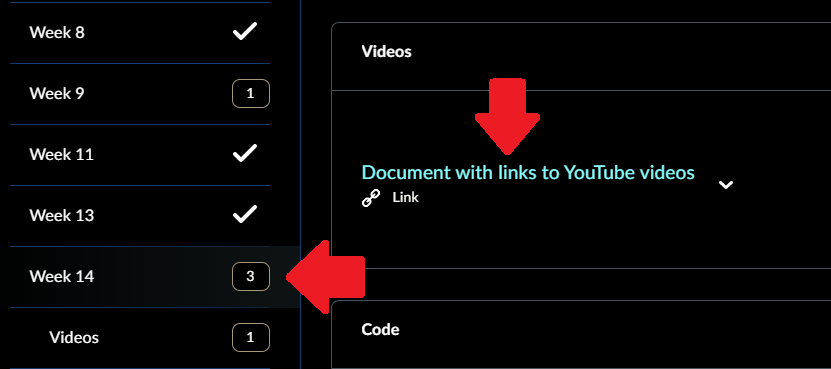 Week 8
Week 9
1
Week 11
Week 13
Week 14
3
Videos
1
Videos
Document with links to YouTube videos
Link
Code